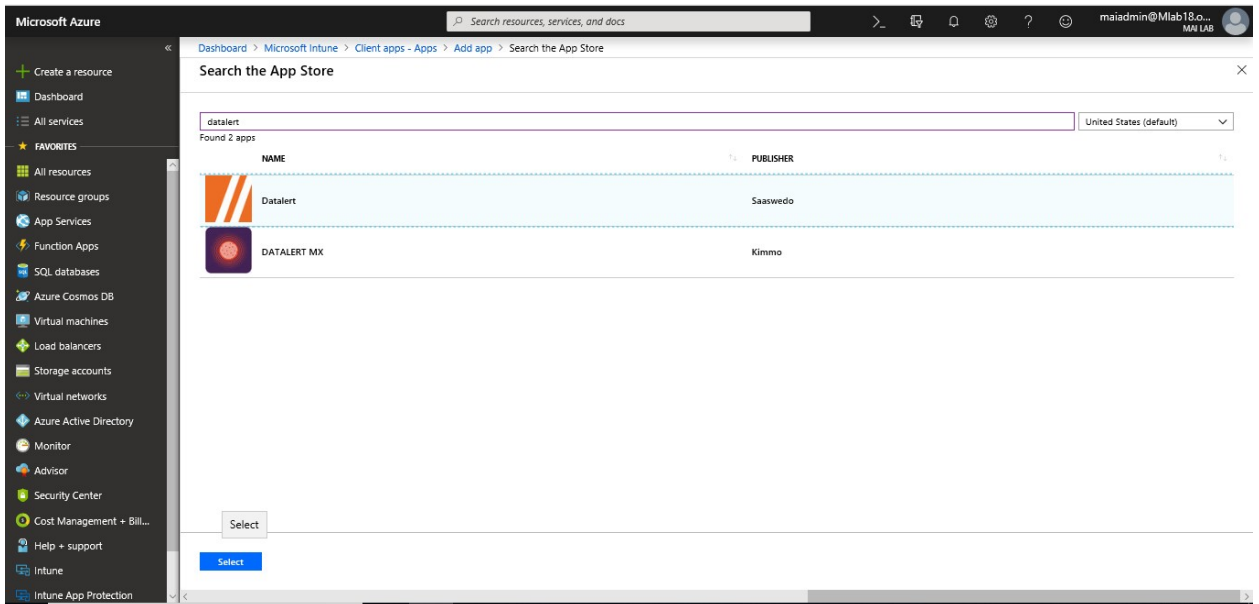 Microsoft Azure
Search resources, services, and docs
maiadmin@Mlab18.o...
MAI LAB
Dashboard > Microsoft Intune > Client apps - Apps > Add app > Search the App Store
Search the App Store
Create a resource
Dashboard
All services
FAVORITES
All resources
Resource groups
App Services
Function Apps
SQL databases
Azure Cosmos DB
Virtual machines
Load balancers
Storage accounts
Virtual networks
Azure Active Directory
Monitor
Advisor
Security Center
Cost Management + Bill...
Help + support
Intune
Intune App Protection
datalert
United States (default)
Found 2 apps
NAME PUBLISHER
Datalert Saaswedo
DATALERT MX Kimmo
Select
Select